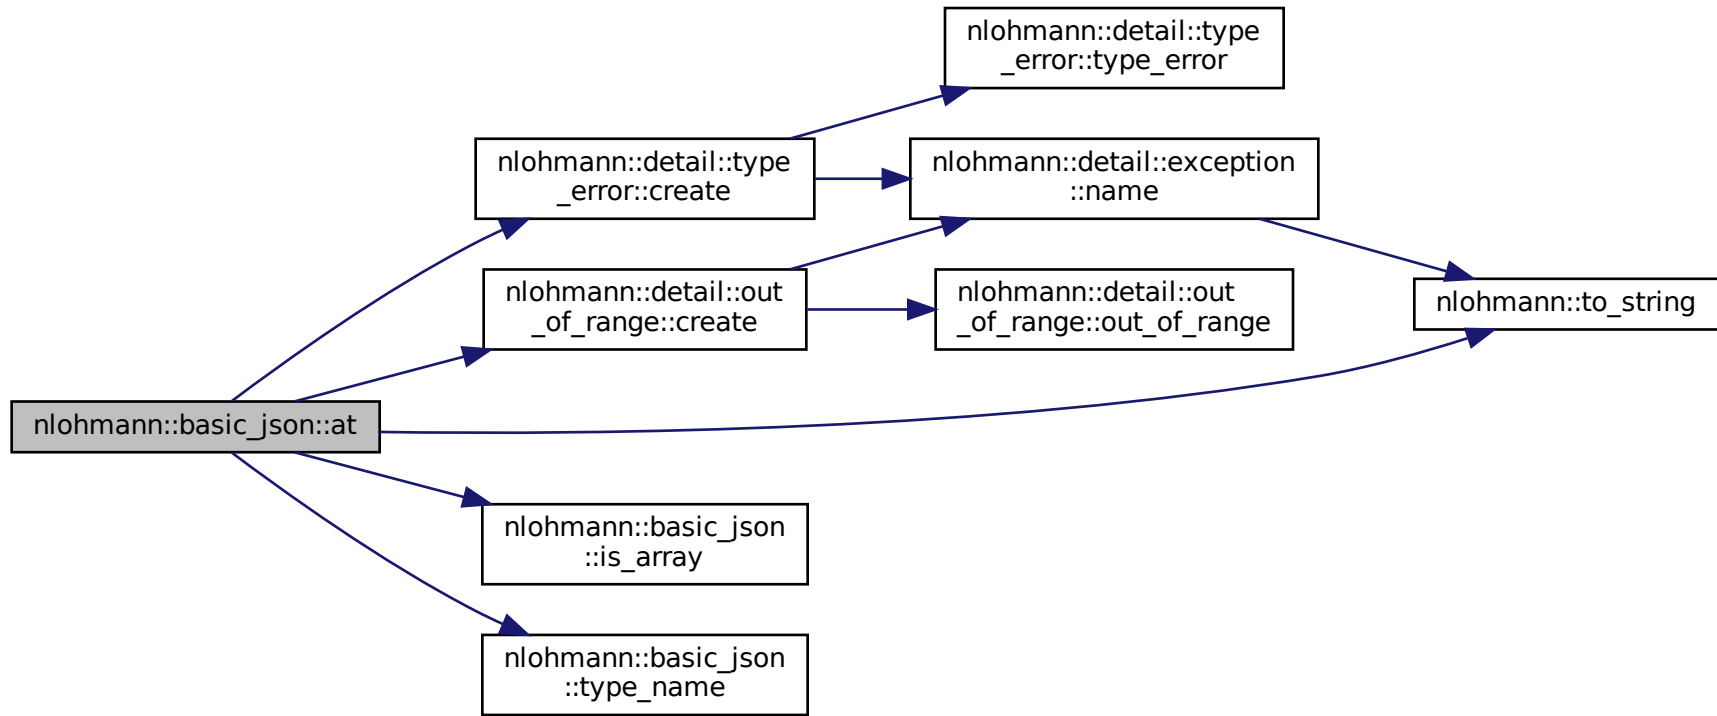 nlohmann::detail::type
_error::type_error
nlohmann::detail::type
_error::create
nlohmann::detail::exception
::name
nlohmann::detail::out
_of_range::create
nlohmann::detail::out
_of_range::out_of_range
nlohmann::to_string
nlohmann::basic_json::at
nlohmann::basic_json
::is_array
nlohmann::basic_json
::type_name